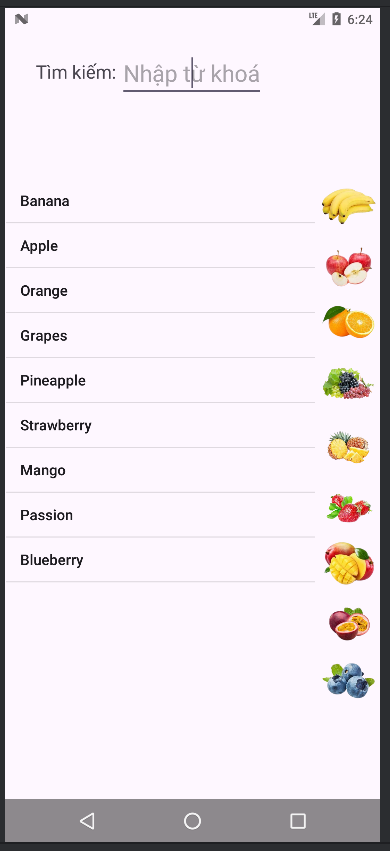 LTE 6:24
Tìm kiếm: Nhập từ khoá
Banana
Apple
Orange
Grapes
Pineapple
Strawberry
Mango
Passion
Blueberry